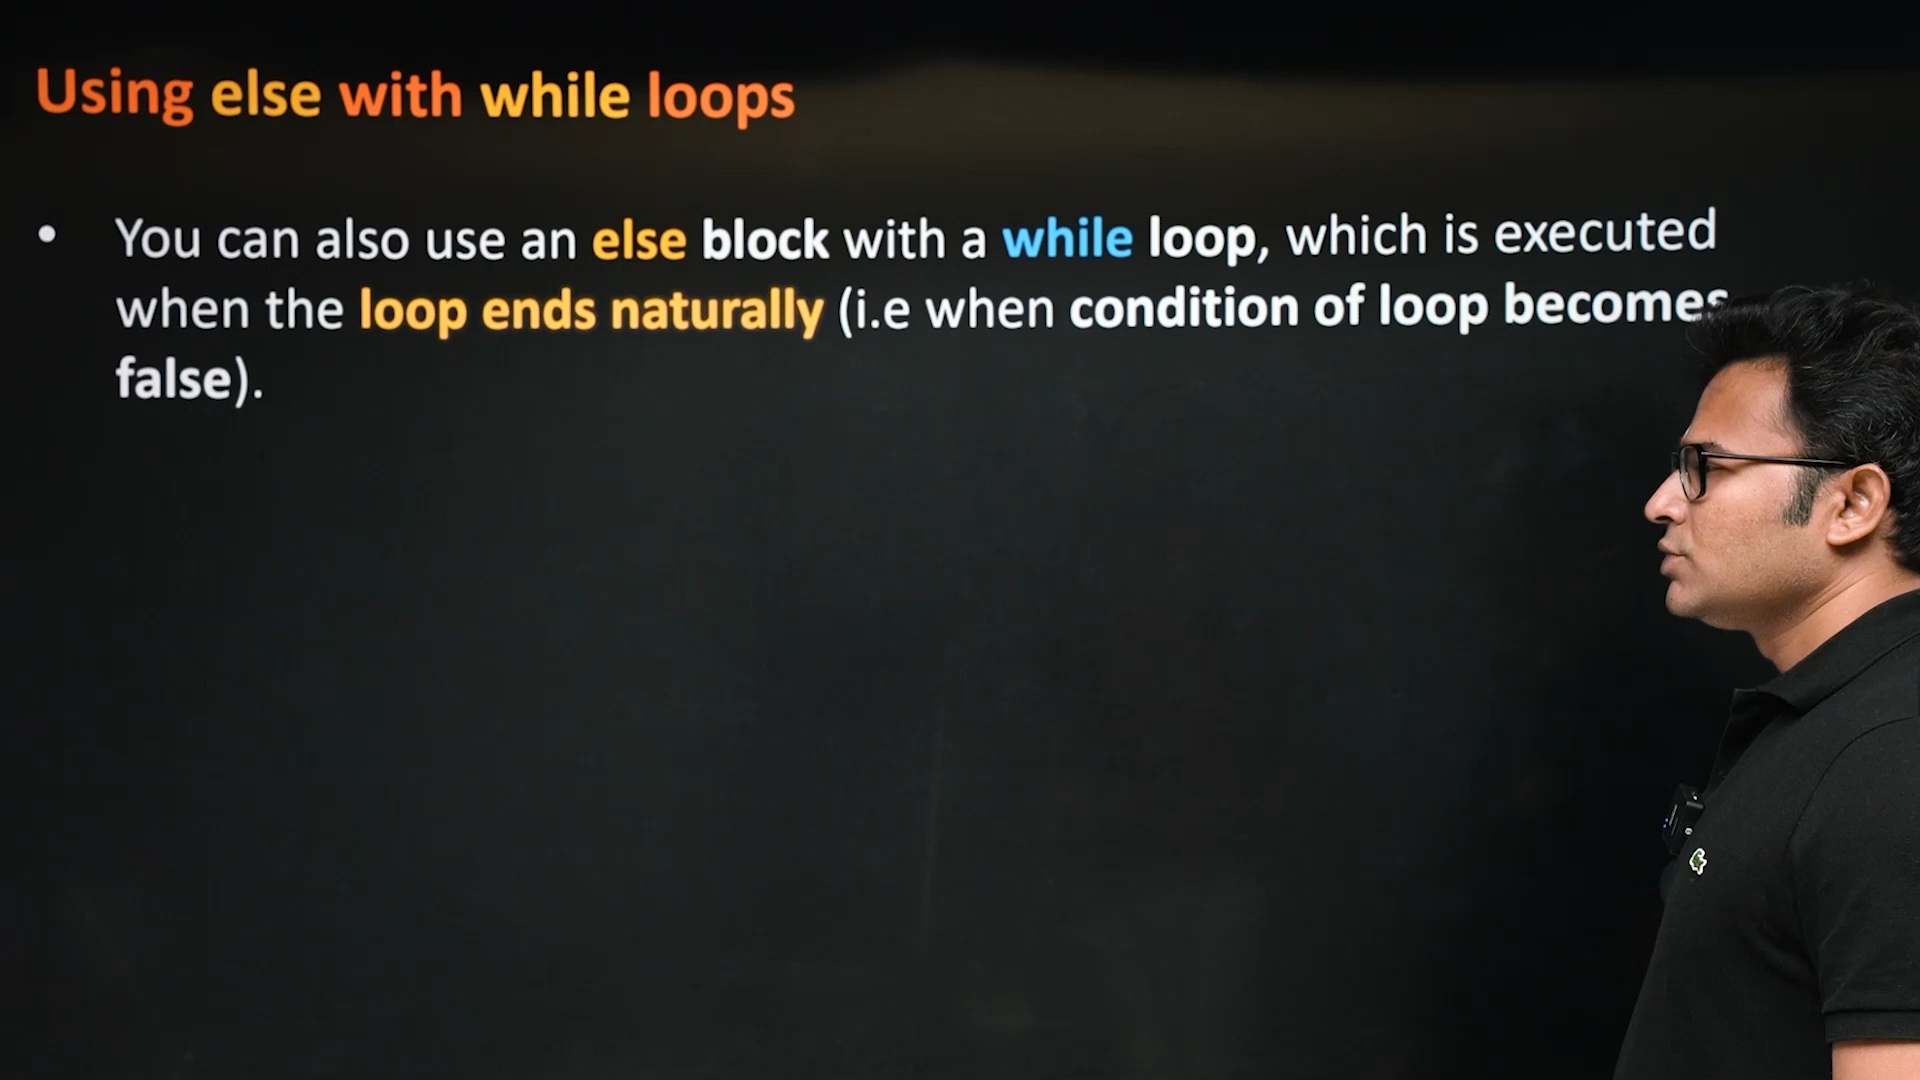 Using else with while loops
• You can also use an else block with a while loop, which is executed
when the loop ends naturally (i.e when condition of loop becomes
false).